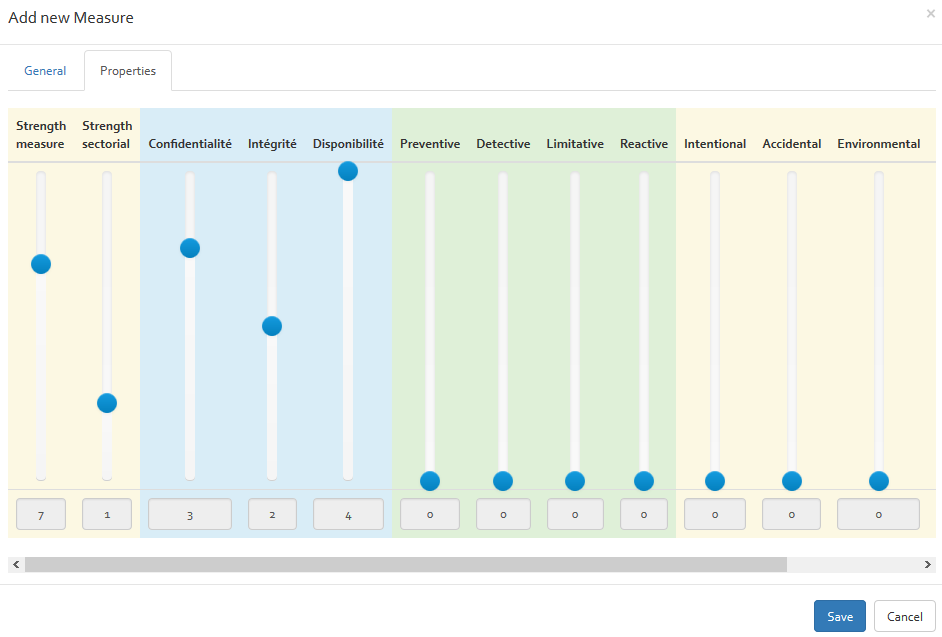 Add new Measure
×
General Properties
Strength measure Strength sectorial Confidentialité Intégrité Disponibilité Preventive Detective Limitative Reactive Intentional Accidental Environmental
7 1 3 2 4 0 0 0 0 0 0 0
Save Cancel